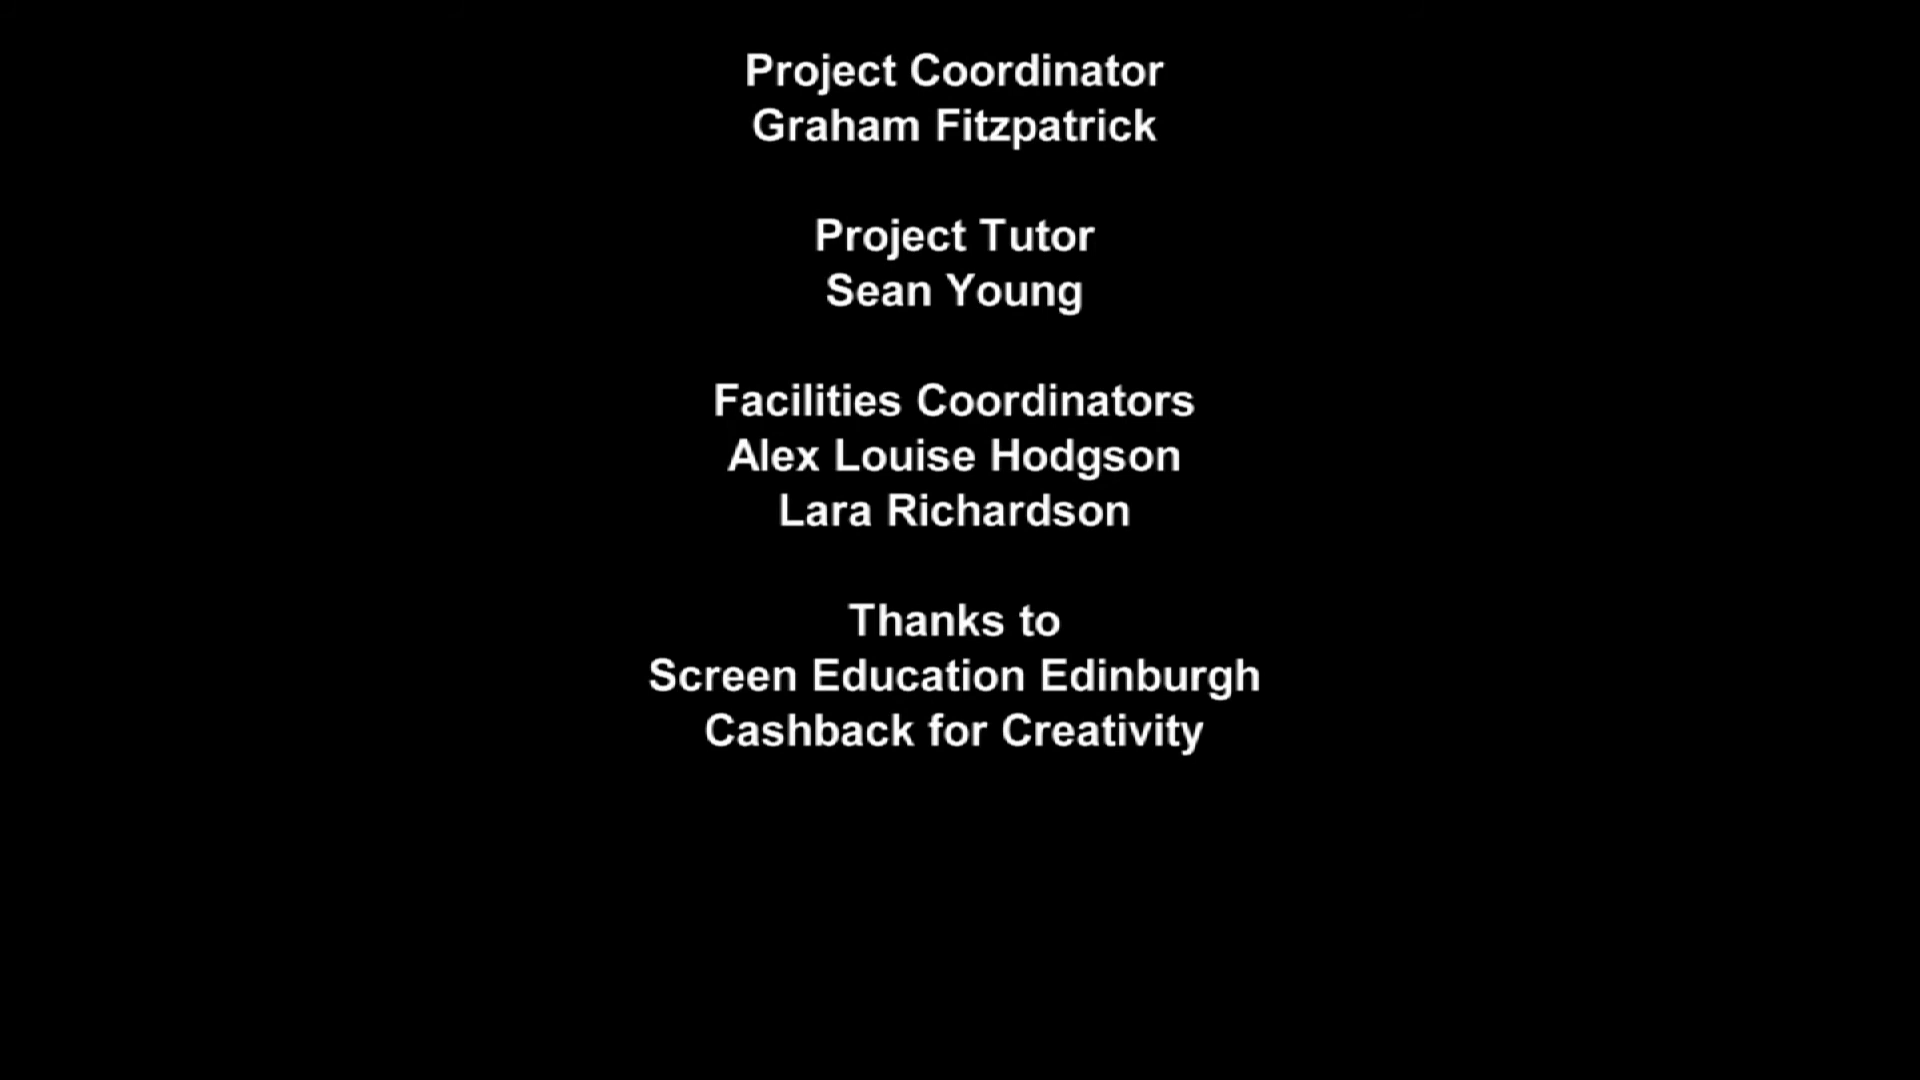 Project Coordinator
Graham Fitzpatrick
Project Tutor
Sean Young
Facilities Coordinators
Alex Louise Hodgson
Lara Richardson
Thanks to
Screen Education Edinburgh
Cashback for Creativity